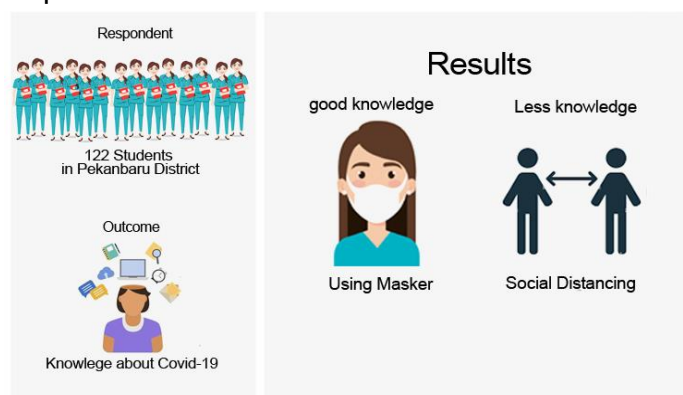 Respondent
122 Students
in Pekanbaru District
Outcome
Knowlege about Covid-19
Results
good knowledge
Less knowledge
Using Masker
Social Distancing